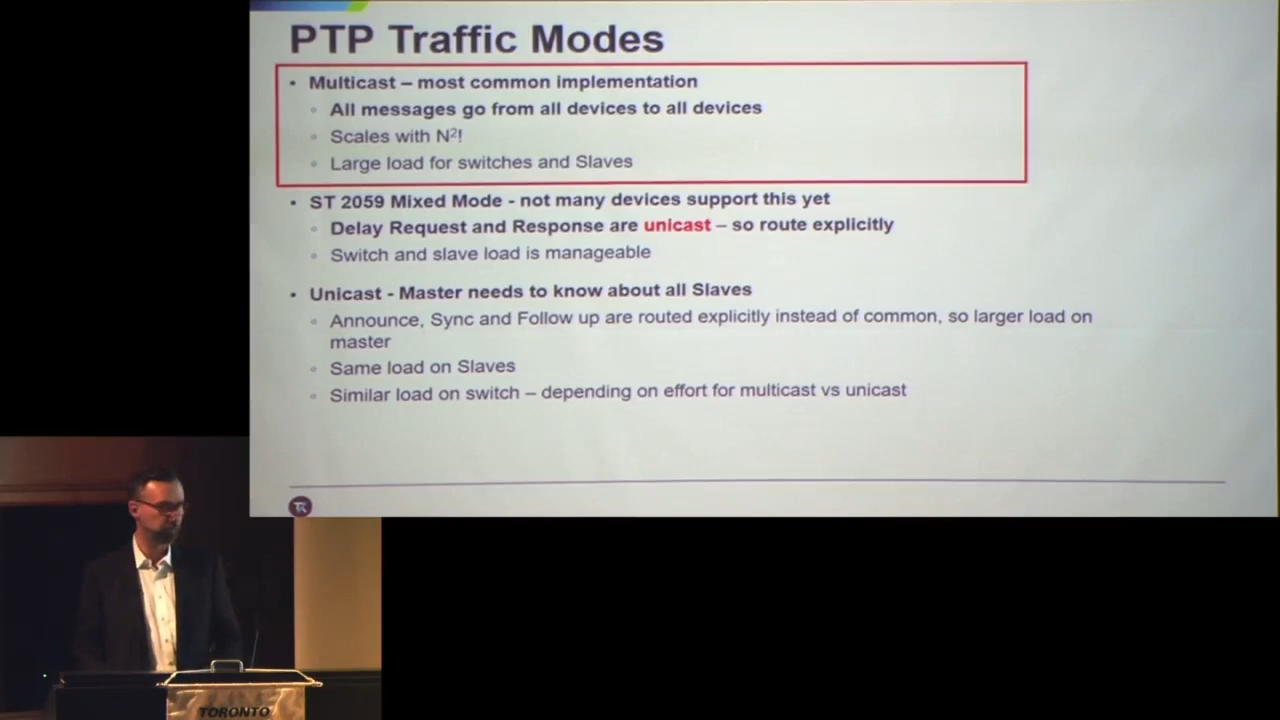 PTP Traffic Modes
• Multicast – most common implementation
◦ All messages go from all devices to all devices
◦ Scales with N²!
◦ Large load for switches and Slaves
• ST 2059 Mixed Mode - not many devices support this yet
◦ Delay Request and Response are unicast – so route explicitly
◦ Switch and slave load is manageable
• Unicast - Master needs to know about all Slaves
◦ Announce, Sync and Follow up are routed explicitly instead of common, so larger load on
master
◦ Same load on Slaves
◦ Similar load on switch – depending on effort for multicast vs unicast
TORONTO